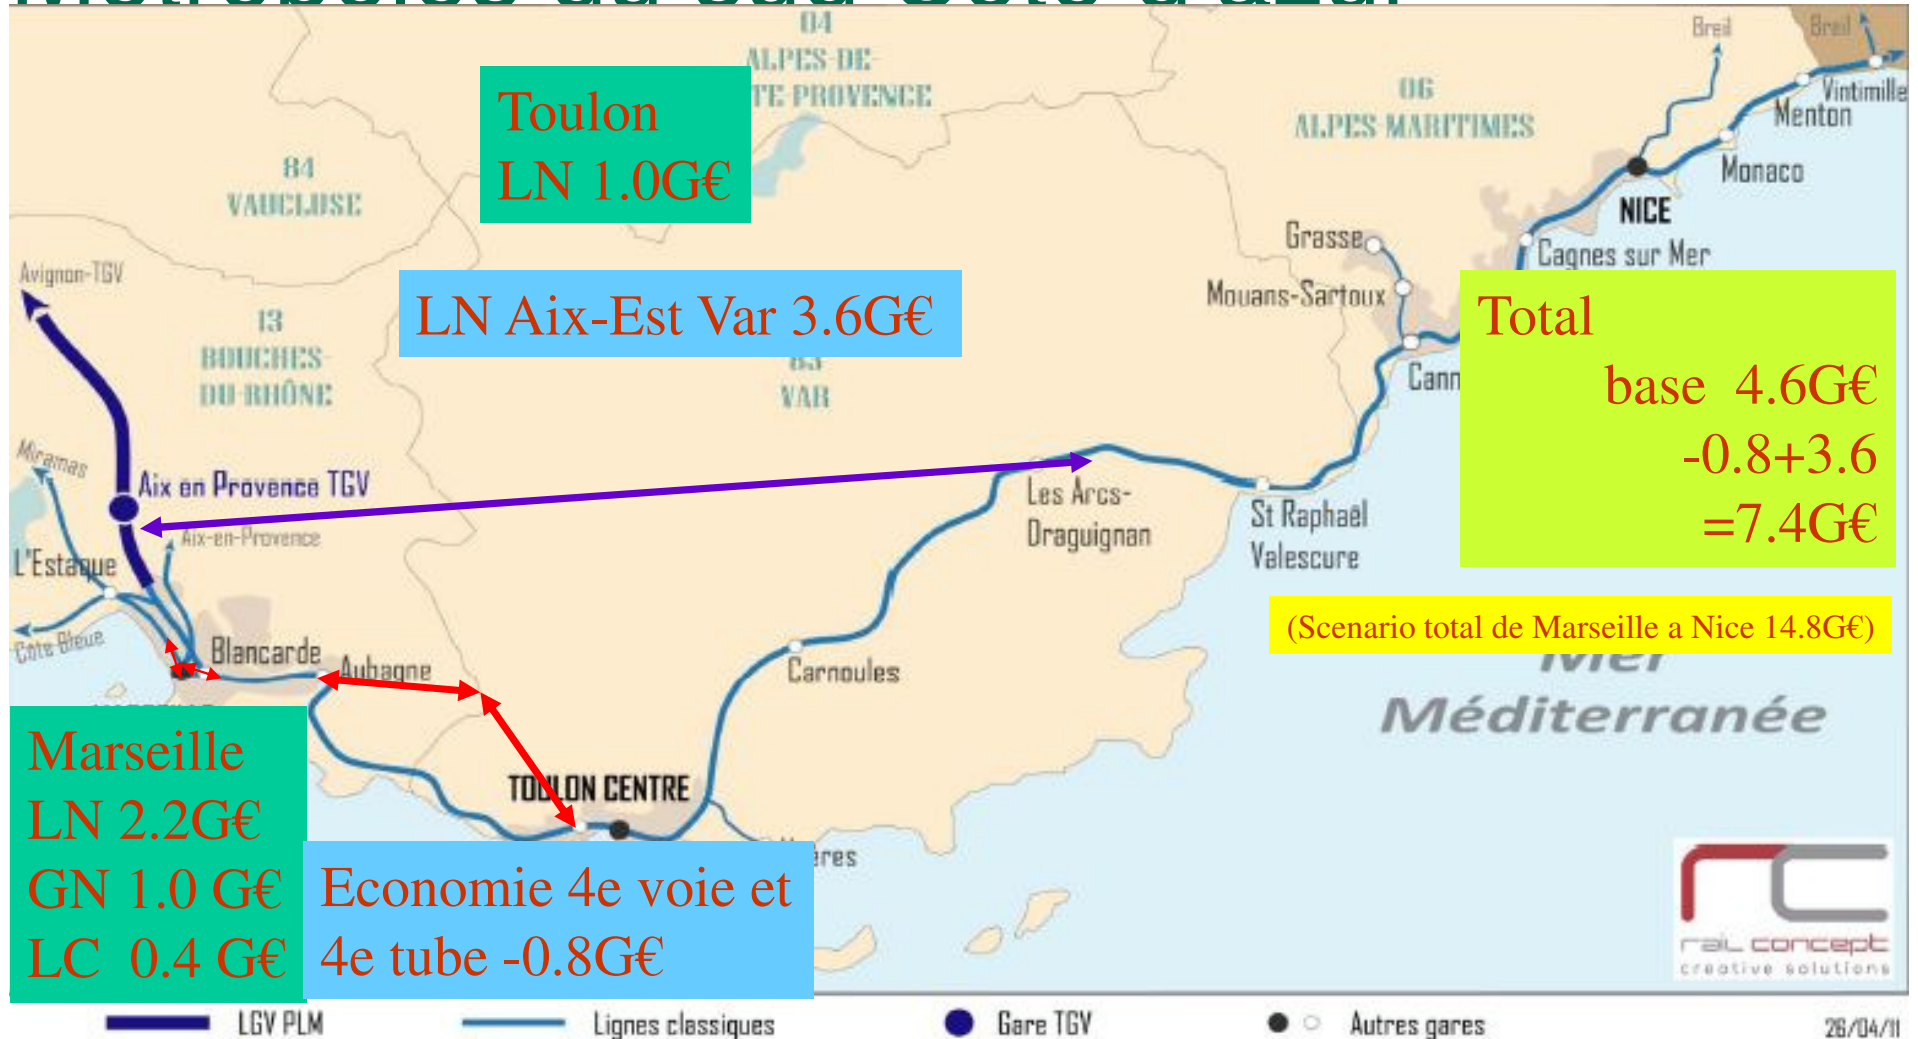 04
ALPES-DE-
TE-PROVENCE
Toulon
LN 1.0G€
Breil
Breil
Vintimille
Menton
Monaco
06
ALPES MARITIMES
NICE
Cagnes sur Mer
Grasse
Mouans-Sartoux
84
VAUCLUSE
Avignon-TGV
LN Aix-Est Var 3.6G€
13
BOUCHES-
DU-RHÔNE
83
VAR
Total
base 4.6G€
-0.8+3.6
=7.4G€
Cann
Miramas
Aix en Provence TGV
Aix-en-Provence
L'Estaque
Côte Bleue
Les Arcs-
Draguignan
St Raphaël
Valescure
(Scenario total de Marseille a Nice 14.8G€)
Mer
Méditerranée
Blancarde
Aubagne
Carnoules
TOULON CENTRE
Marseille
LN 2.2G€
GN 1.0 G€
LC 0.4 G€
Economie 4e voie et
4e tube -0.8G€
ères
rail concept
creative solutions
LGV PLM
Lignes classiques
Gare TGV
Autres gares
26/04/11